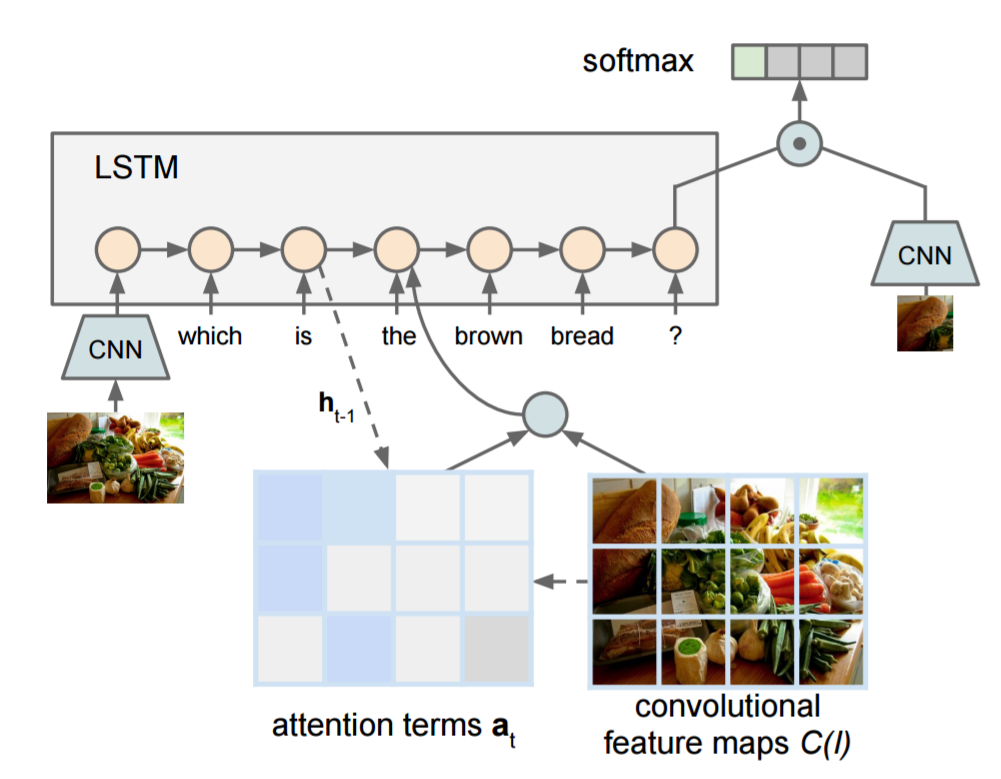 softmax
LSTM
CNN
which is the brown bread ?
CNN
h t-1
attention terms a t
convolutional
feature maps C(I)